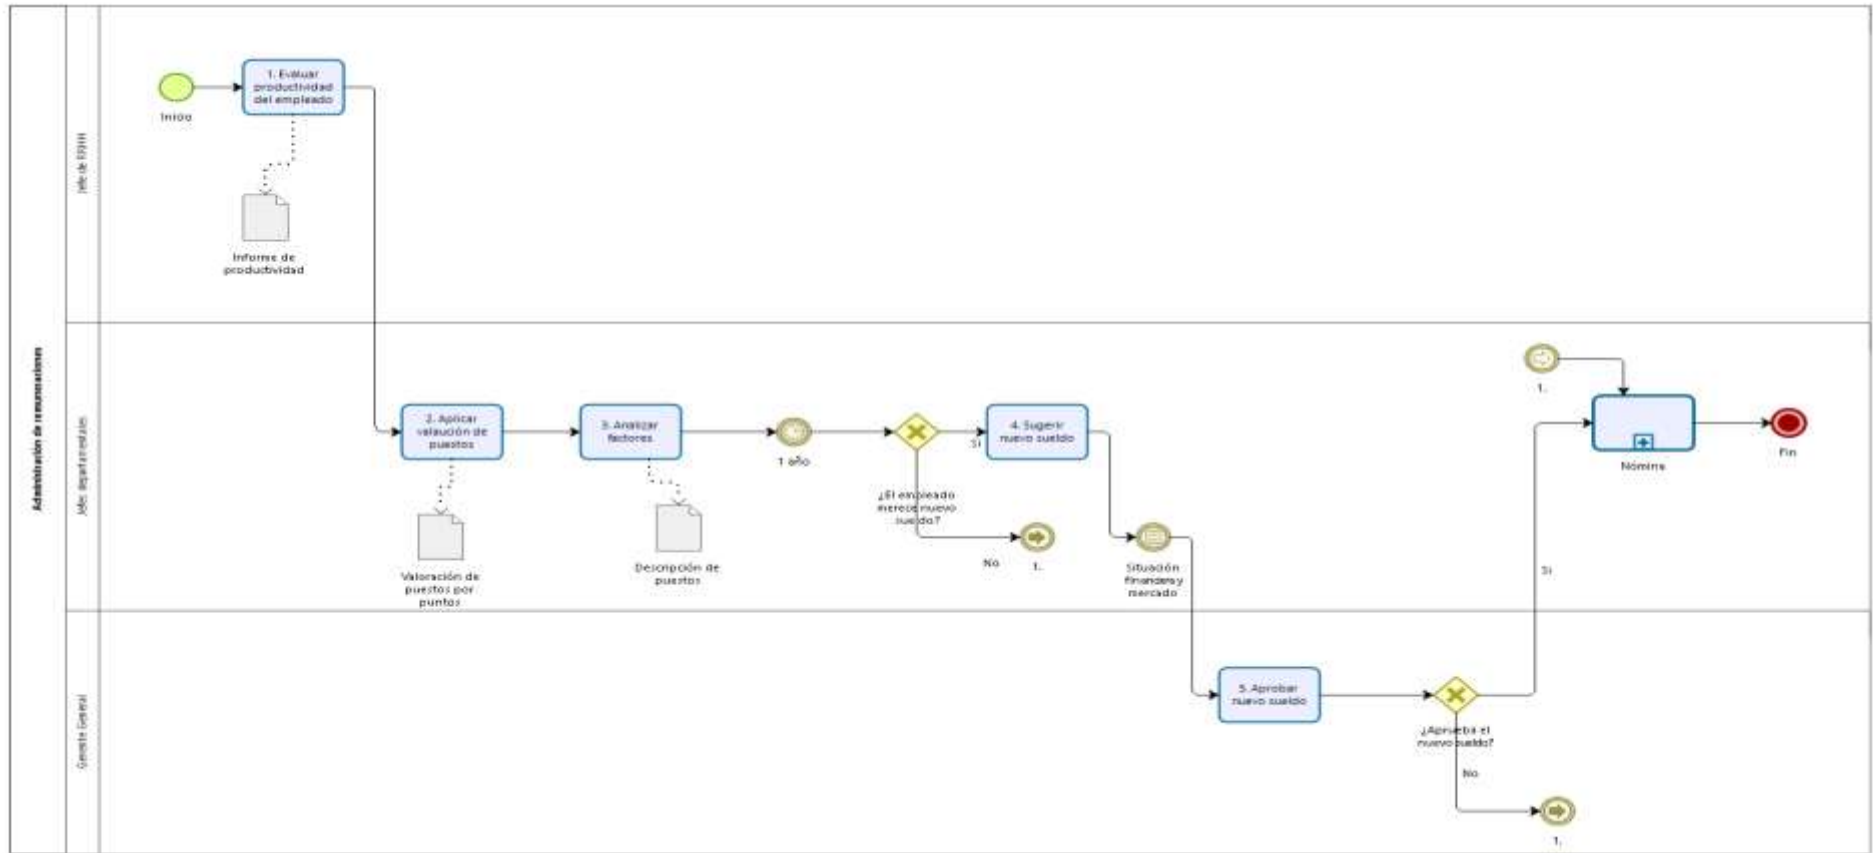 Administración de remuneraciones
Jefe de RRHH
Inicio
1. Evaluar
productividad
del empleado
Informe de
productividad
Jefes departamentales
2. Aplicar
valaución de
puestos
Valoración de
puestos por
puntos
3. Analizar
factores
Descripción de
puestos
1 año
¿El empleado
merece nuevo
sueldo?
Si
No
1.
4. Sugerir
nuevo sueldo
Situación
financiera y
mercado
1.
Nómina
Fin
Si
Gerente General
5. Aprobar
nuevo sueldo
¿Aprueba el
nuevo sueldo?
No
1.